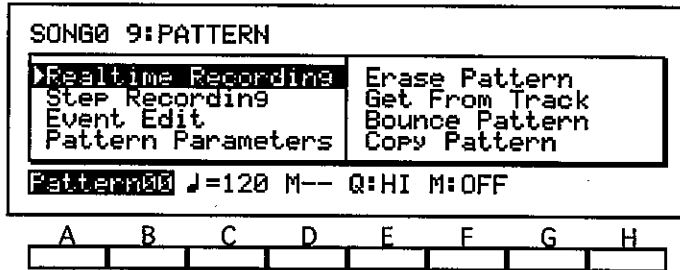 SONG0 9:PATTERN
▶Realtime Recording
Step Recording
Event Edit
Pattern Parameters
Erase Pattern
Get From Track
Bounce Pattern
Copy Pattern
Pattern00 ♩=120 M-- Q:HI M:OFF
A B C D E F G H